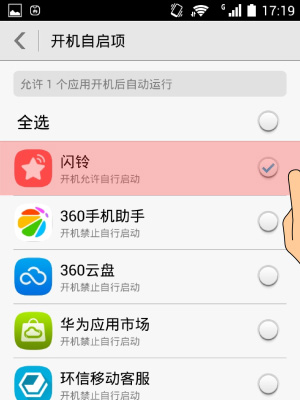 G 17:19
开机自启项
允许 1 个应用开机后自动运行
全选
闪铃
开机允许自行启动
360手机助手
开机禁止自行启动
360云盘
开机禁止自行启动
华为应用市场
开机禁止自行启动
环信移动客服
开机禁止自行启动